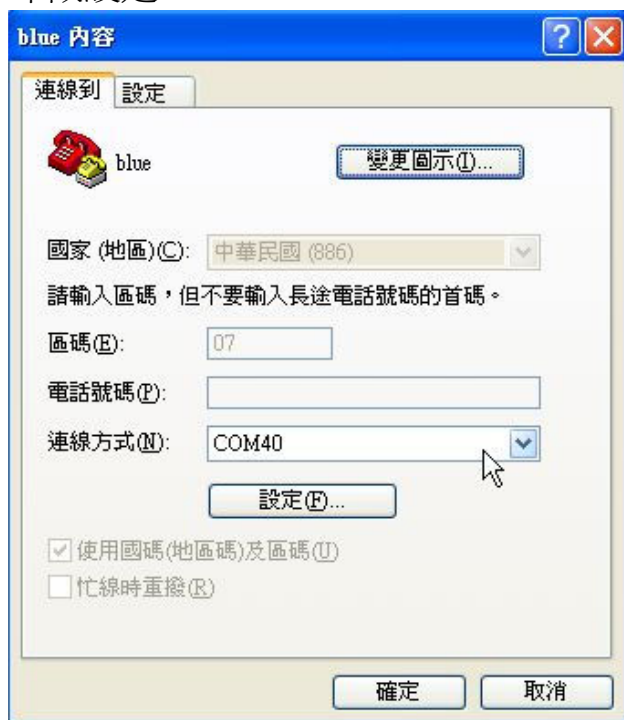 blue 內容
連線到 設定
blue 變更圖示(I)...
國家 (地區)(C): 中華民國 (886)
請輸入區碼，但不要輸入長途電話號碼的首碼。
區碼(E): 07
電話號碼(P):
連線方式(N): COM40
設定(F)...
使用國碼(地區碼)及區碼(U)
忙線時重撥(R)
確定 取消